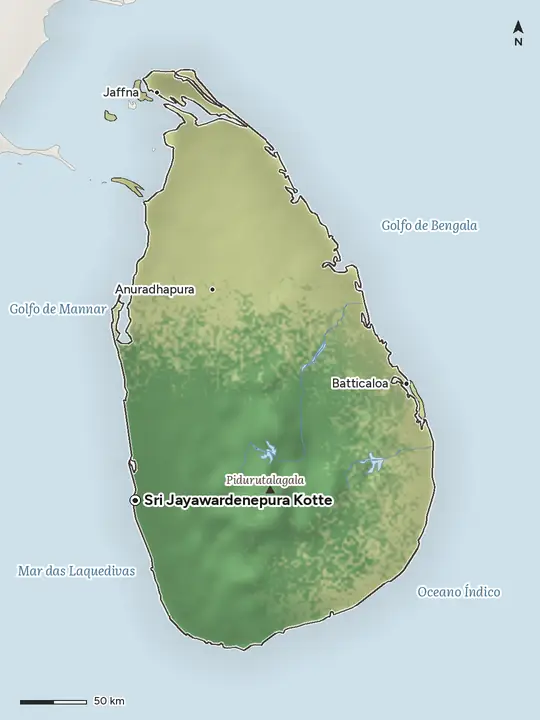 N
Jaffna
Golfo de Bengala
Anuradhapura
Golfo de Mannar
Batticaloa
Pidurutalagala
Sri Jayawardenepura Kotte
Mar das Laquedivas
Oceano Índico
50 km